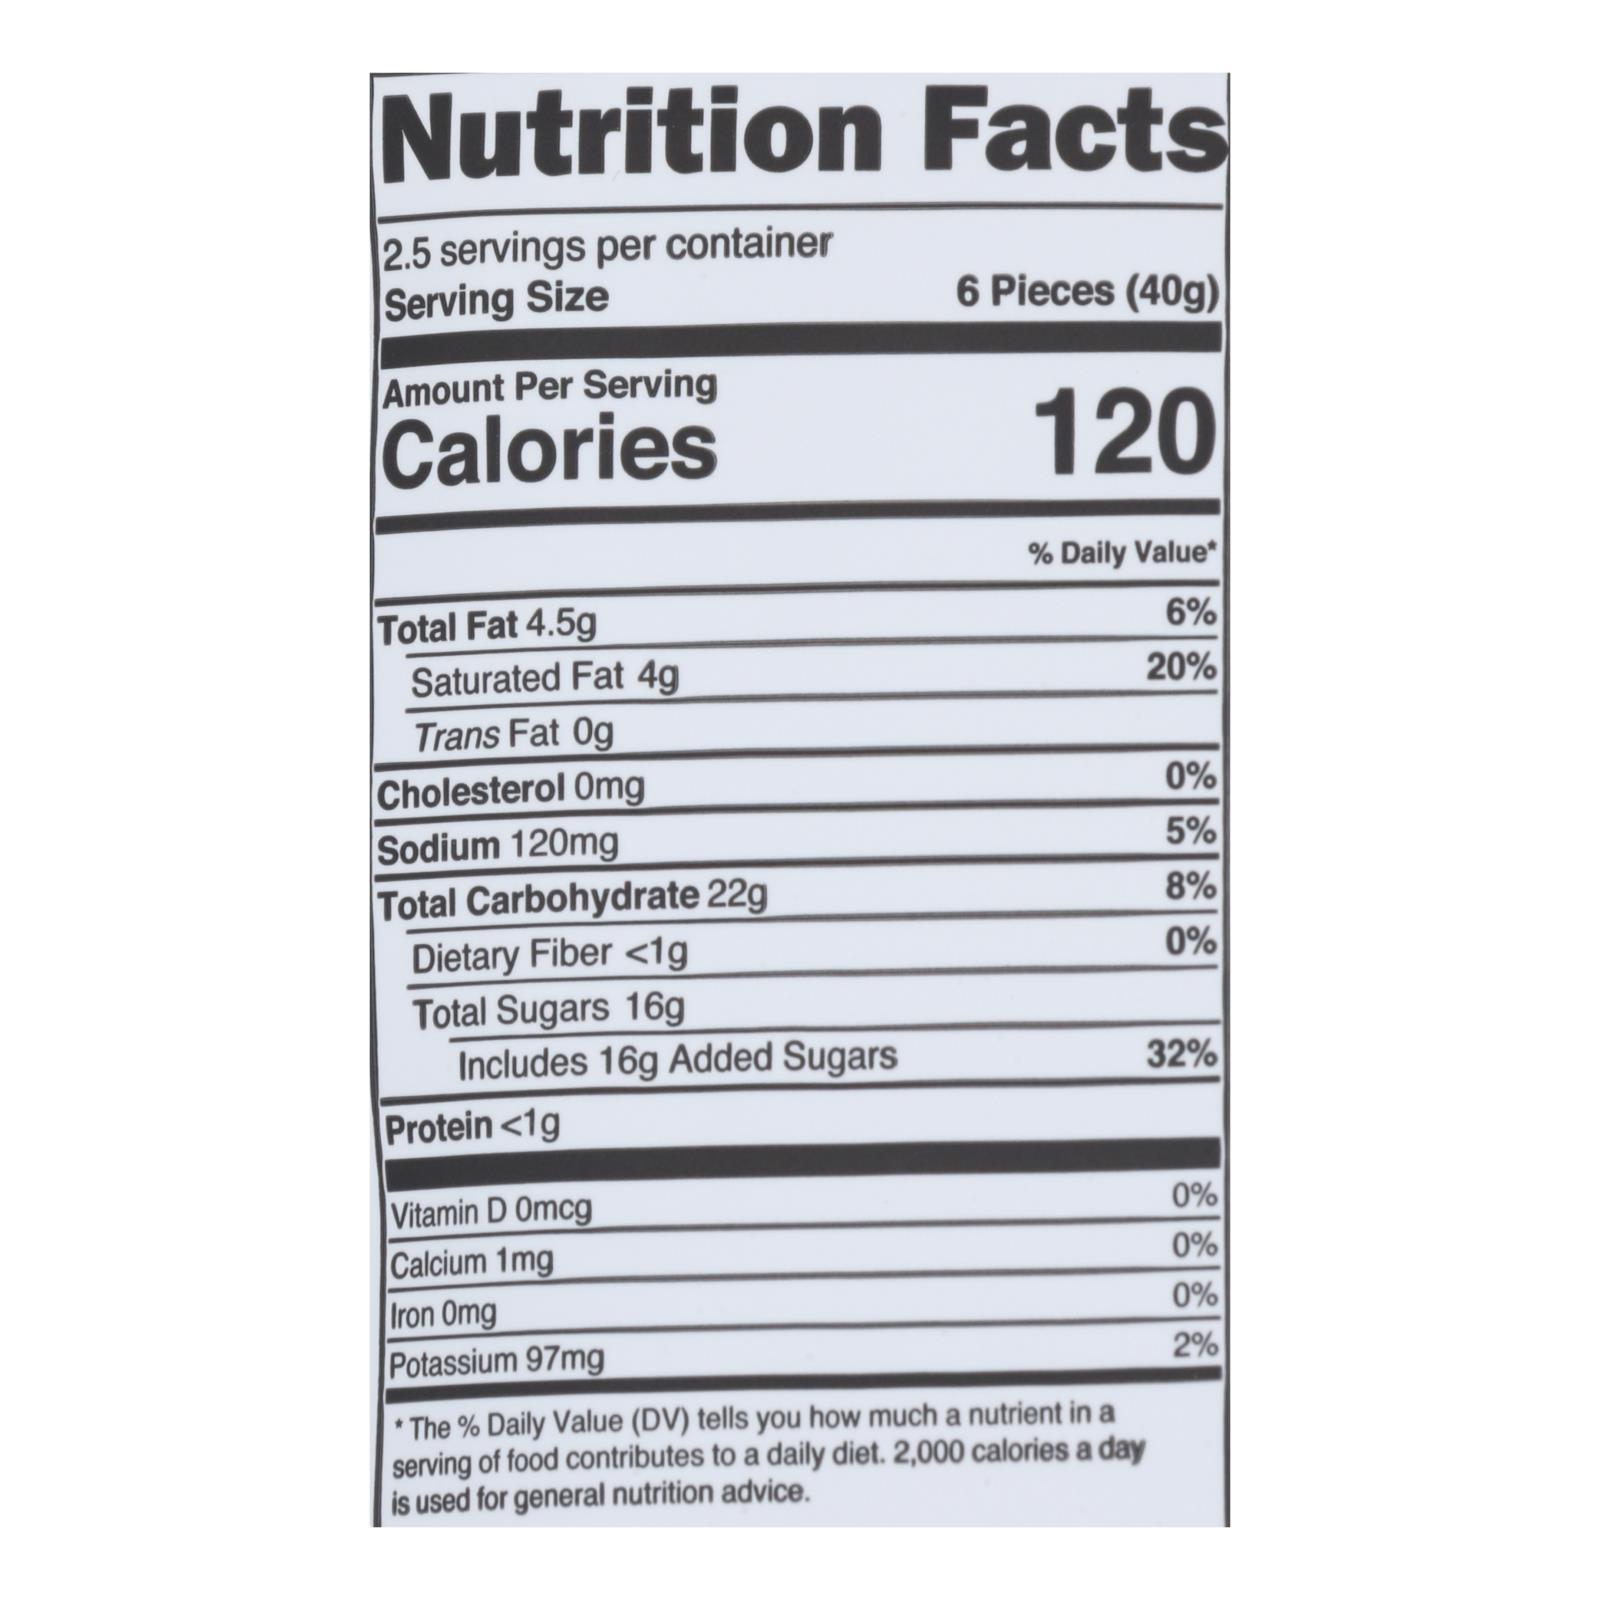 Nutrition Facts
2.5 servings per container
Serving Size 6 Pieces (40g)
Amount Per Serving
Calories 120
% Daily Value*
Total Fat 4.5g 6%
Saturated Fat 4g 20%
Trans Fat 0g
Cholesterol 0mg 0%
Sodium 120mg 5%
Total Carbohydrate 22g 8%
Dietary Fiber <1g 0%
Total Sugars 16g
Includes 16g Added Sugars 32%
Protein <1g
Vitamin D 0mcg 0%
Calcium 1mg 0%
Iron 0mg 0%
Potassium 97mg 2%
* The % Daily Value (DV) tells you how much a nutrient in a
serving of food contributes to a daily diet. 2,000 calories a day
is used for general nutrition advice.